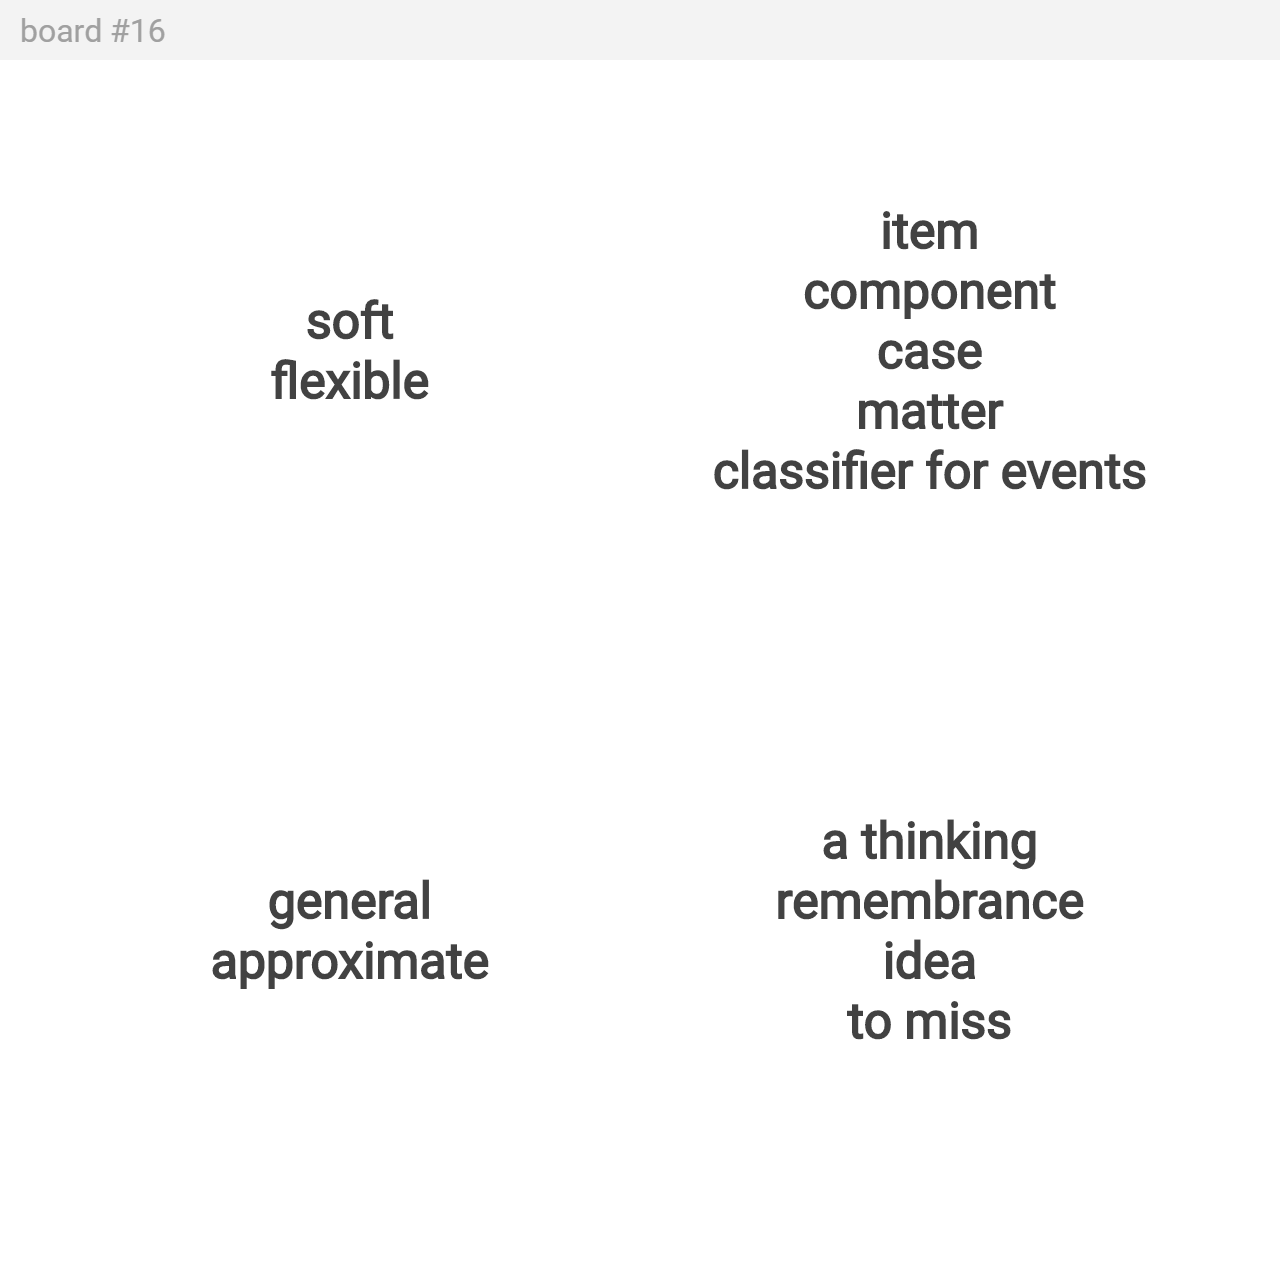 board #16
soft
flexible
item
component
case
matter
classifier for events
general
approximate
a thinking
remembrance
idea
to miss